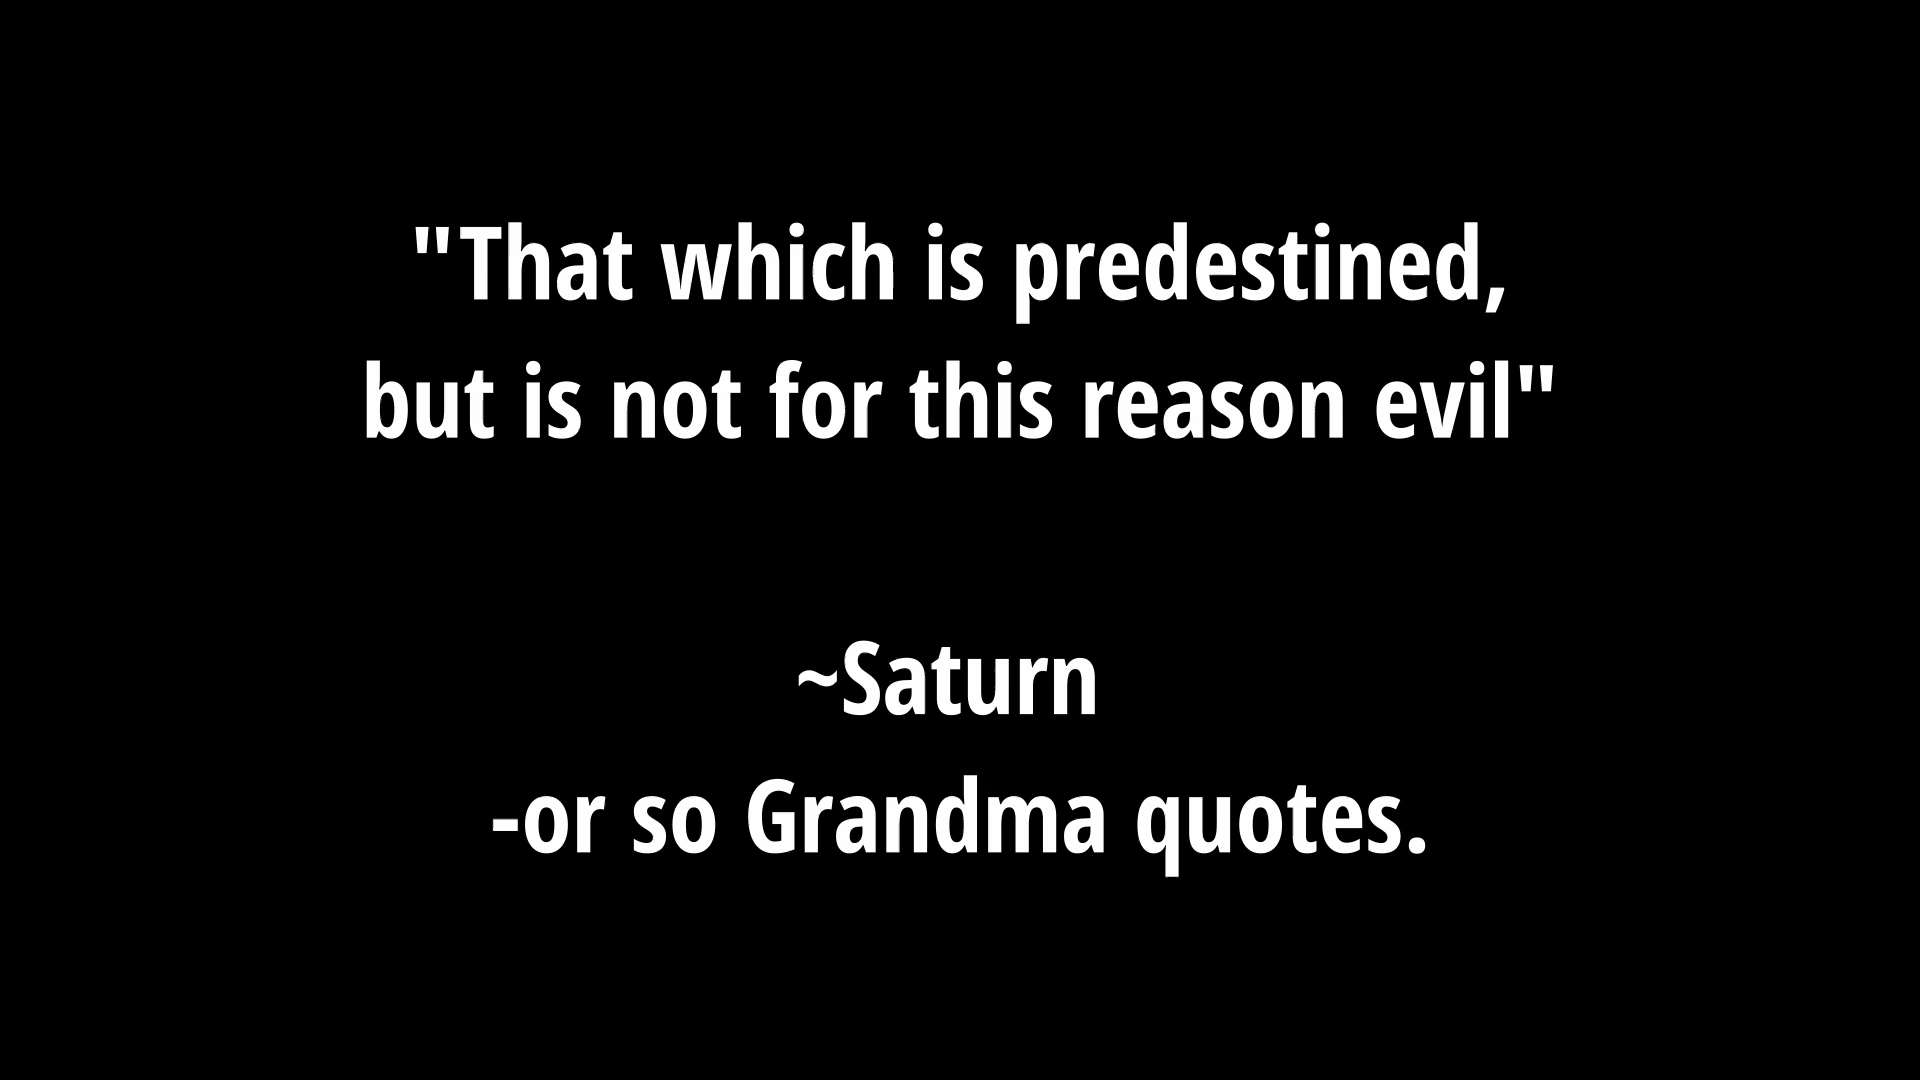 "That which is predestined,
but is not for this reason evil"
~Saturn
-or so Grandma quotes.